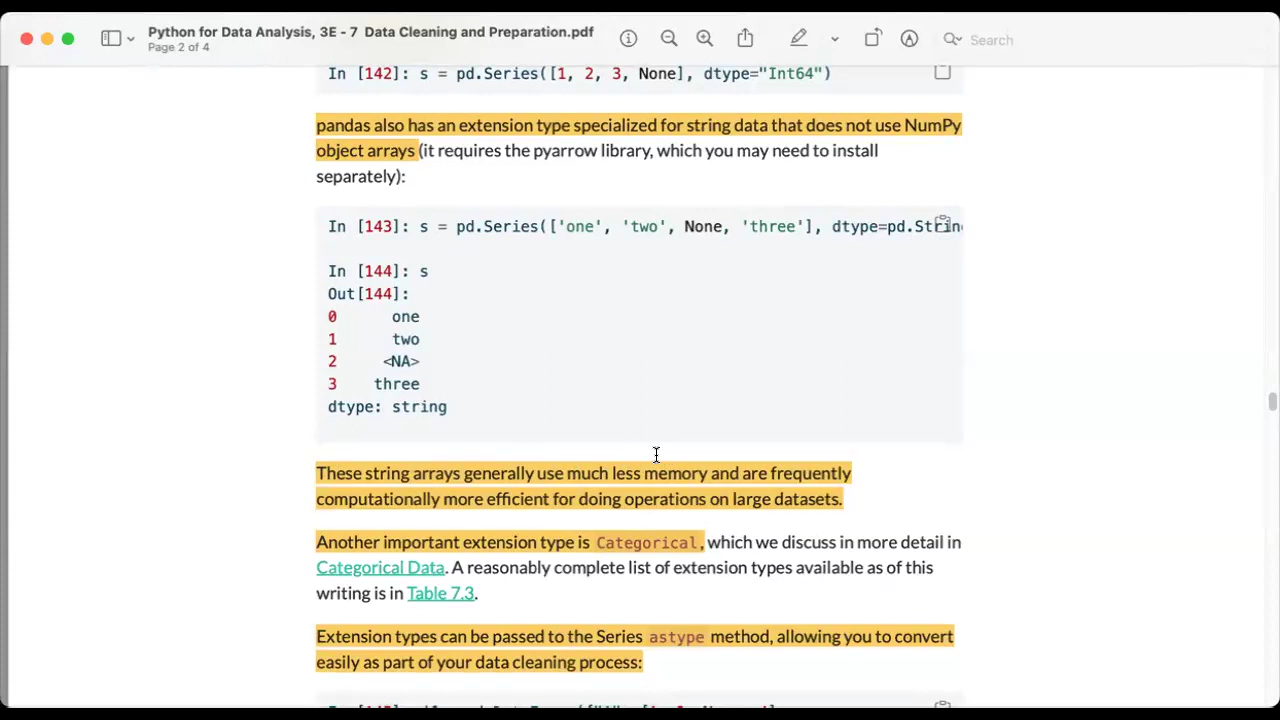 Python for Data Analysis, 3E - 7 Data Cleaning and Preparation.pdf
Page 2 of 4
Search
In [142]: s = pd.Series([1, 2, 3, None], dtype="Int64")
pandas also has an extension type specialized for string data that does not use NumPy
object arrays (it requires the pyarrow library, which you may need to install
separately):
In [143]: s = pd.Series(['one', 'two', None, 'three'], dtype=pd.Strin
In [144]: s
Out[144]:
0 one
1 two
2 <NA>
3 three
dtype: string
These string arrays generally use much less memory and are frequently
computationally more efficient for doing operations on large datasets.
Another important extension type is Categorical, which we discuss in more detail in
Categorical Data. A reasonably complete list of extension types available as of this
writing is in Table 7.3.
Extension types can be passed to the Series astype method, allowing you to convert
easily as part of your data cleaning process: